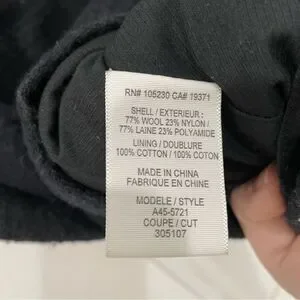 RN# 105230 CA# 19371
SHELL / EXTERIEUR :
77% WOOL 23% NYLON /
77% LAINE 23% POLYAMIDE
LINING / DOUBLURE
100% COTTON / 100% COTON
MADE IN CHINA
FABRIQUE EN CHINE
MODELE / STYLE
A45-5721
COUPE / CUT
305107